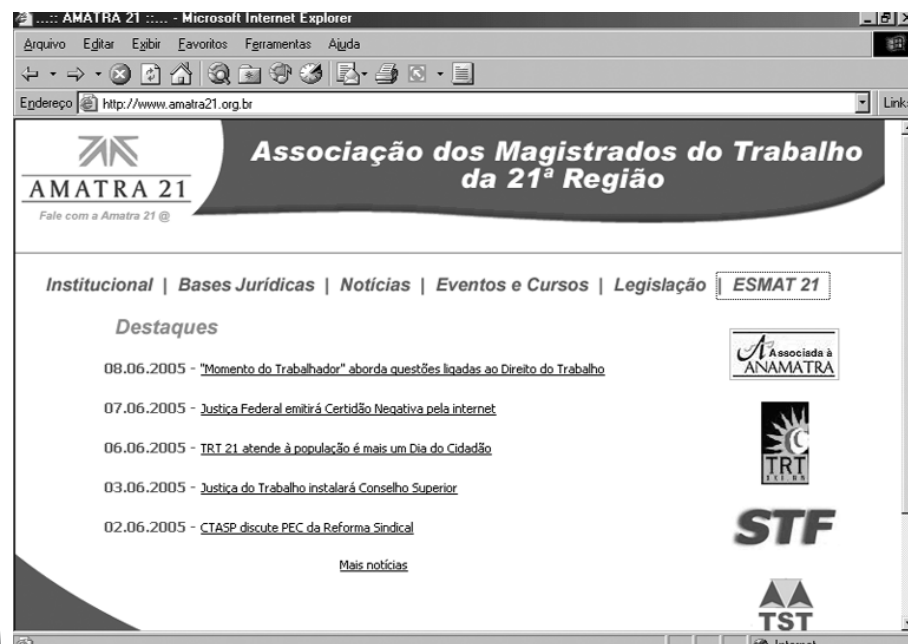 ...:: AMATRA 21 ::... - Microsoft Internet Explorer
Arquivo Editar Exibir Favoritos Ferramentas Ajuda
Endereço http://www.amatra21.org.br Links
AMATRA 21
Fale com a Amatra 21 @
Associação dos Magistrados do Trabalho
da 21ª Região
Institucional | Bases Jurídicas | Notícias | Eventos e Cursos | Legislação | ESMAT 21
Destaques
08.06.2005 - "Momento do Trabalhador" aborda questões ligadas ao Direito do Trabalho
07.06.2005 - Justiça Federal emitirá Certidão Negativa pela internet
06.06.2005 - TRT 21 atende à população é mais um Dia do Cidadão
03.06.2005 - Justiça do Trabalho instalará Conselho Superior
02.06.2005 - CTASP discute PEC da Reforma Sindical
Mais notícias
A Associada à
ANAMATRA
TRT
STF
TST
Internet